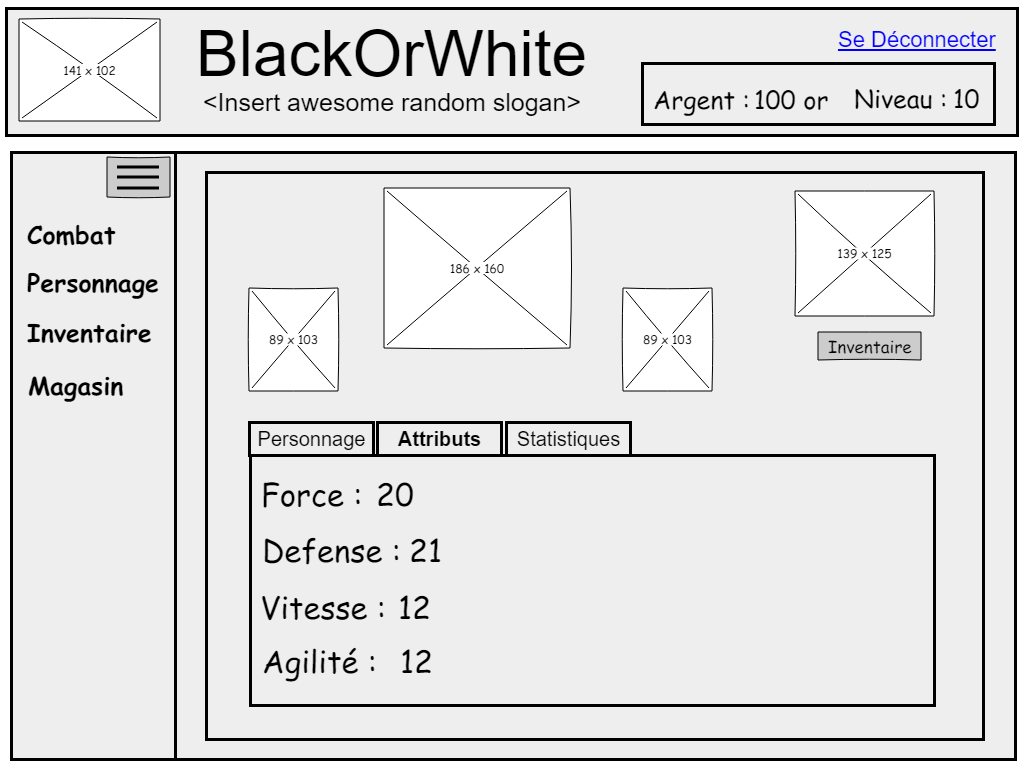 141 x 102
BlackOrWhite
<Insert awesome random slogan>
Se Déconnecter
Argent : 100 or Niveau : 10
Combat
Personnage
Inventaire
Magasin
186 x 160
139 x 125
89 x 103
89 x 103
Inventaire
Personnage Attributs Statistiques
Force : 20
Defense : 21
Vitesse : 12
Agilité : 12